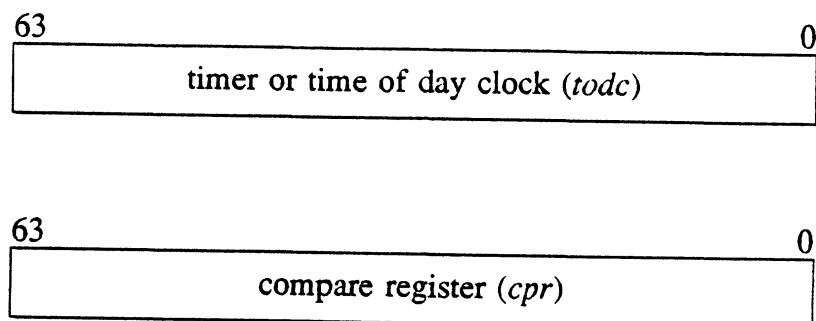 63 0
timer or time of day clock (todc)
63 0
compare register (cpr)